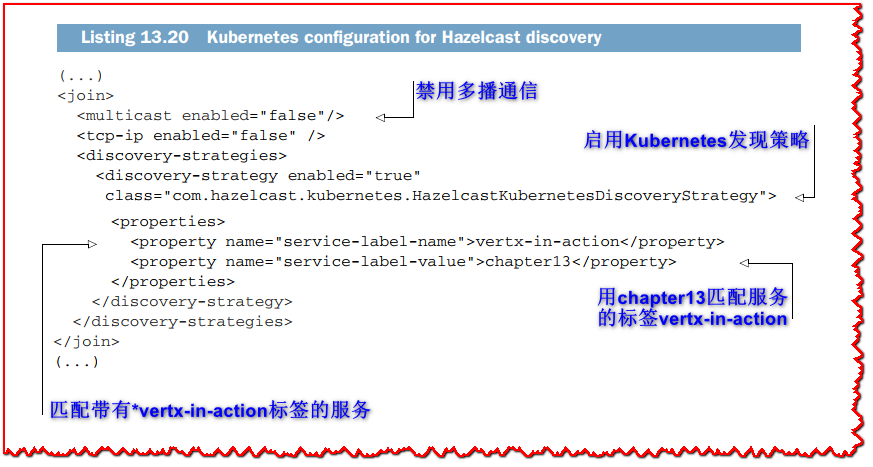 Listing 13.20 Kubernetes configuration for Hazelcast discovery
(...)
<join>
<multicast enabled="false"/>
禁用多播通信
<tcp-ip enabled="false" />
启用Kubernetes发现策略
<discovery-strategies>
<discovery-strategy enabled="true"
class="com.hazelcast.kubernetes.HazelcastKubernetesDiscoveryStrategy">
<properties>
<property name="service-label-name">vertx-in-action</property>
<property name="service-label-value">chapter13</property>
</properties>
用chapter13匹配服务
的标签vertx-in-action
</discovery-strategy>
</discovery-strategies>
</join>
(...)
匹配带有*vertx-in-action标签的服务